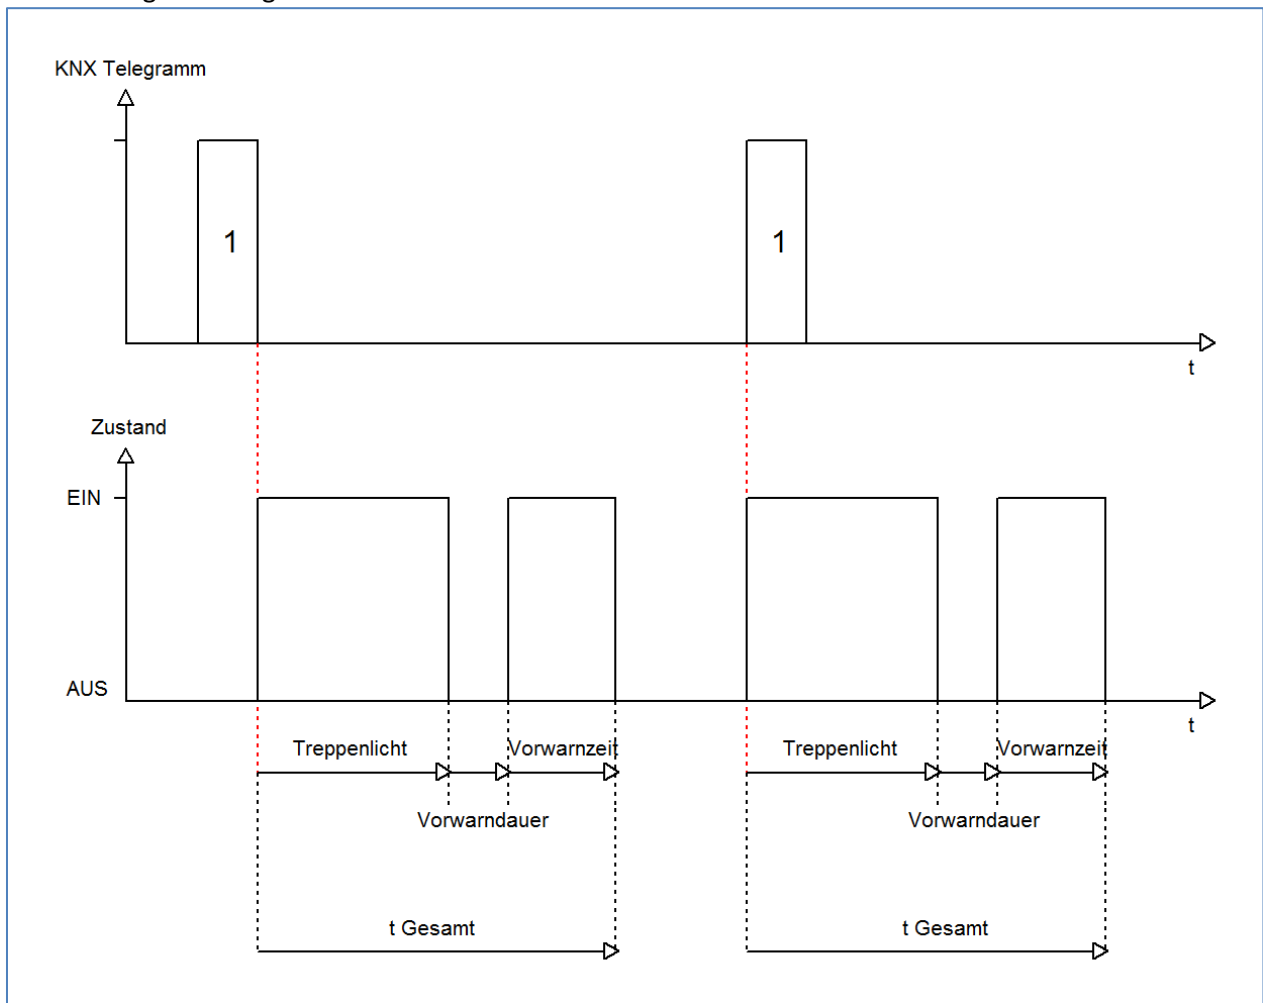 KNX Telegramm
1 1
t
Zustand
EIN
AUS
t
Treppenlicht Vorwarnzeit Treppenlicht Vorwarnzeit
Vorwarndauer Vorwarndauer
t Gesamt t Gesamt